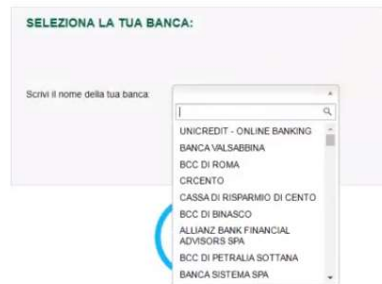 SELEZIONA LA TUA BANCA:
Scrivi il nome della tua banca:
UNICREDIT - ONLINE BANKING
BANCA VALSABBINA
BCC DI ROMA
CRCENTO
CASSA DI RISPARMIO DI CENTO
BCC DI BINASCO
ALLIANZ BANK FINANCIAL
ADVISORS SPA
BCC DI PETRALIA SOTTANA
BANCA SISTEMA SPA